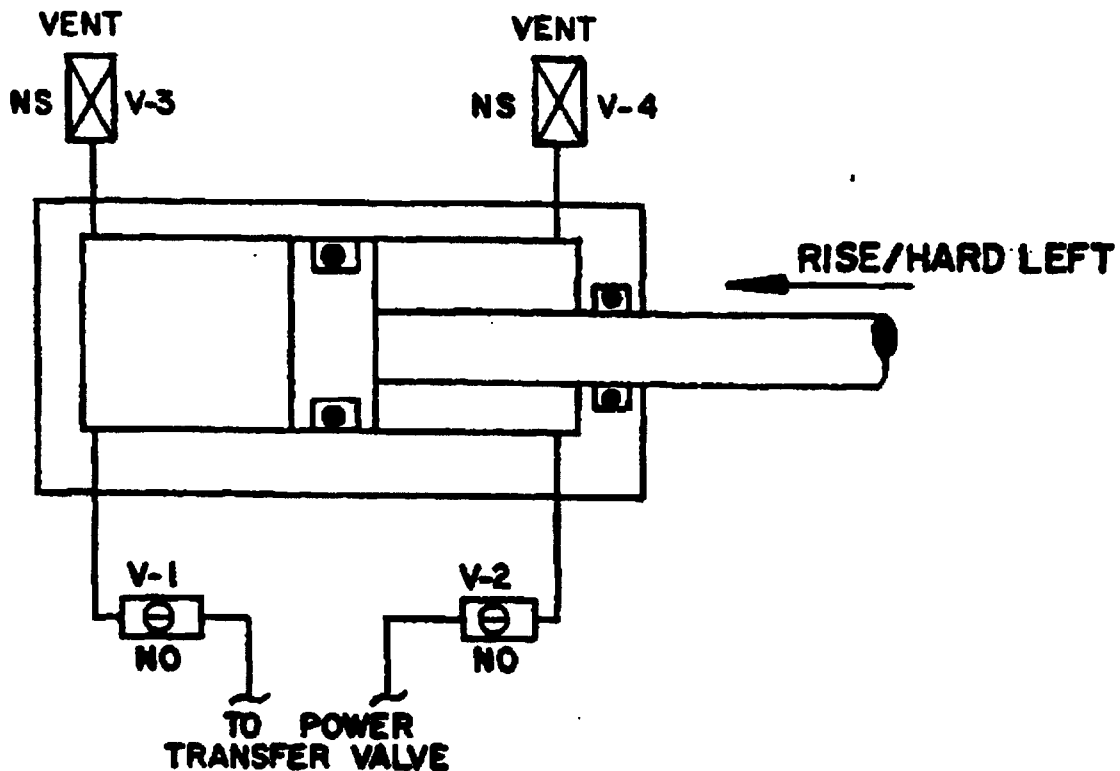 VENT
NS V-3
VENT
NS V-4
RISE/HARD LEFT
V-1
NO
V-2
NO
TO POWER
TRANSFER VALVE